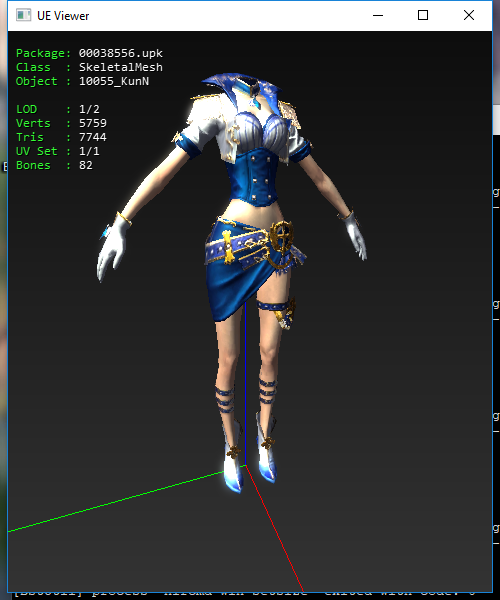 UE Viewer
Package: 00038556.upk
Class : SkeletalMesh
Object : 10055_KunN
LOD : 1/2
Verts : 5759
Tris : 7744
UV Set : 1/1
Bones : 82